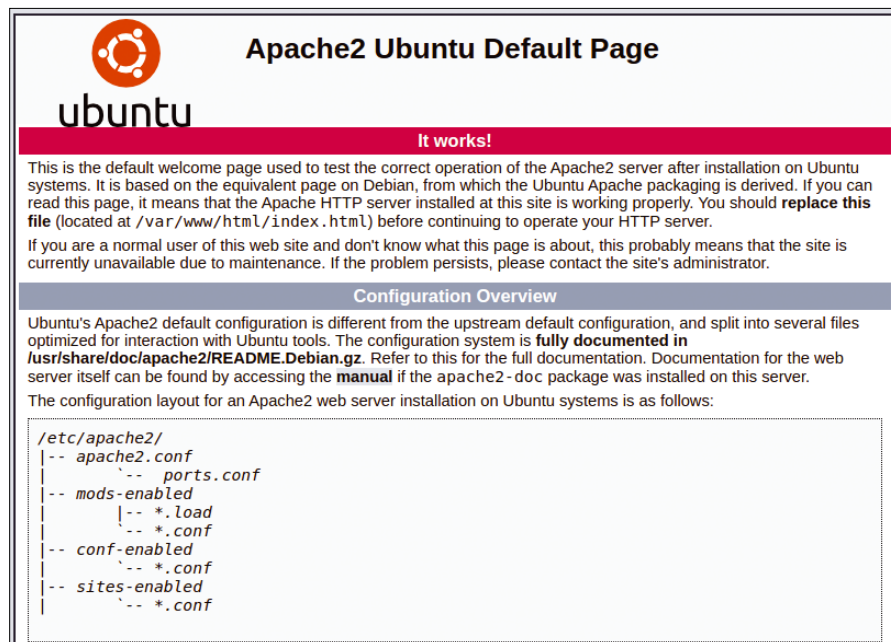 Apache2 Ubuntu Default Page
ubuntu
It works!
This is the default welcome page used to test the correct operation of the Apache2 server after installation on Ubuntu
systems. It is based on the equivalent page on Debian, from which the Ubuntu Apache packaging is derived. If you can
read this page, it means that the Apache HTTP server installed at this site is working properly. You should replace this
file (located at /var/www/html/index.html) before continuing to operate your HTTP server.
If you are a normal user of this web site and don't know what this page is about, this probably means that the site is
currently unavailable due to maintenance. If the problem persists, please contact the site's administrator.
Configuration Overview
Ubuntu's Apache2 default configuration is different from the upstream default configuration, and split into several files
optimized for interaction with Ubuntu tools. The configuration system is fully documented in
/usr/share/doc/apache2/README.Debian.gz. Refer to this for the full documentation. Documentation for the web
server itself can be found by accessing the manual if the apache2-doc package was installed on this server.
The configuration layout for an Apache2 web server installation on Ubuntu systems is as follows:
/etc/apache2/
|-- apache2.conf
|       `--  ports.conf
|-- mods-enabled
|       |-- *.load
|       `-- *.conf
|-- conf-enabled
|       `-- *.conf
|-- sites-enabled
|       `-- *.conf